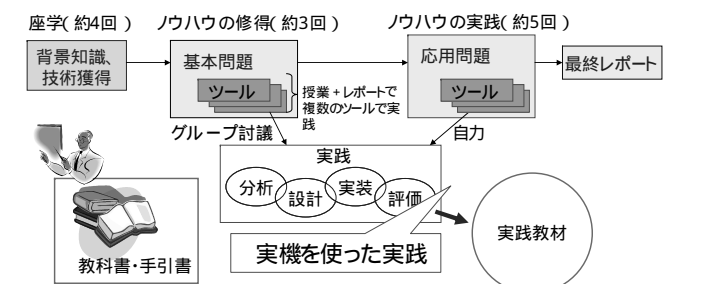 座学(約4回)
ノウハウの修得(約3回)
ノウハウの実践(約5回)
背景知識、
技術獲得
基本問題
ツール
授業+レポートで
複数のツールで実
践
応用問題
ツール
最終レポート
グループ討議
自力
実践
分析
設計
実装
評価
実機を使った実践
実践教材
教科書・手引書